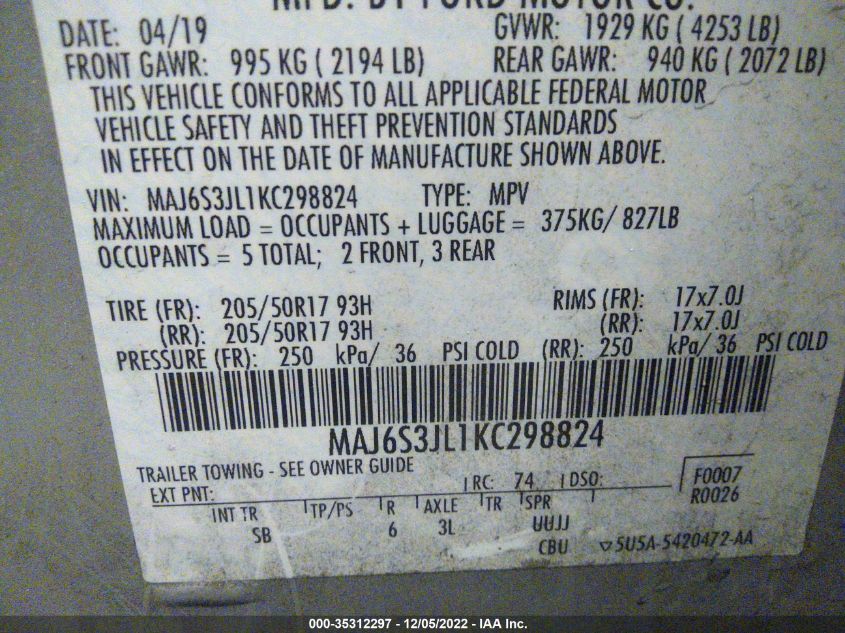 MFD. BY FORD MOTOR CO.
DATE: 04/19 GVWR: 1929 KG ( 4253 LB)
FRONT GAWR: 995 KG ( 2194 LB) REAR GAWR: 940 KG ( 2072 LB)
THIS VEHICLE CONFORMS TO ALL APPLICABLE FEDERAL MOTOR
VEHICLE SAFETY AND THEFT PREVENTION STANDARDS
IN EFFECT ON THE DATE OF MANUFACTURE SHOWN ABOVE.
VIN: MAJ6S3JL1KC298824 TYPE: MPV
MAXIMUM LOAD = OCCUPANTS + LUGGAGE = 375KG/ 827LB
OCCUPANTS = 5 TOTAL; 2 FRONT, 3 REAR
TIRE (FR): 205/50R17 93H RIMS (FR): 17x7.0J
(RR): 205/50R17 93H (RR): 17x7.0J
PRESSURE (FR): 250 kPa/ 36 PSI COLD (RR): 250 kPa/ 36 PSI COLD
MAJ6S3JL1KC298824
TRAILER TOWING - SEE OWNER GUIDE
EXT PNT: RC: 74 DSO: F0007
R0026
INT TR TP/PS R AXLE TR SPR
SB 6 3L UUJJ
CBU 5U5A-5420472-AA
000-35312297 - 12/05/2022 - IAA Inc.